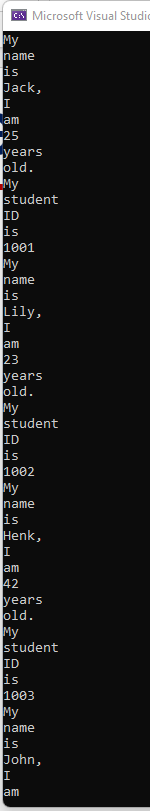 Microsoft Visual Studio
My
name
is
Jack,
I
am
25
years
old.
My
student
ID
is
1001
My
name
is
Lily,
I
am
23
years
old.
My
student
ID
is
1002
My
name
is
Henk,
I
am
42
years
old.
My
student
ID
is
1003
My
name
is
John,
I
am